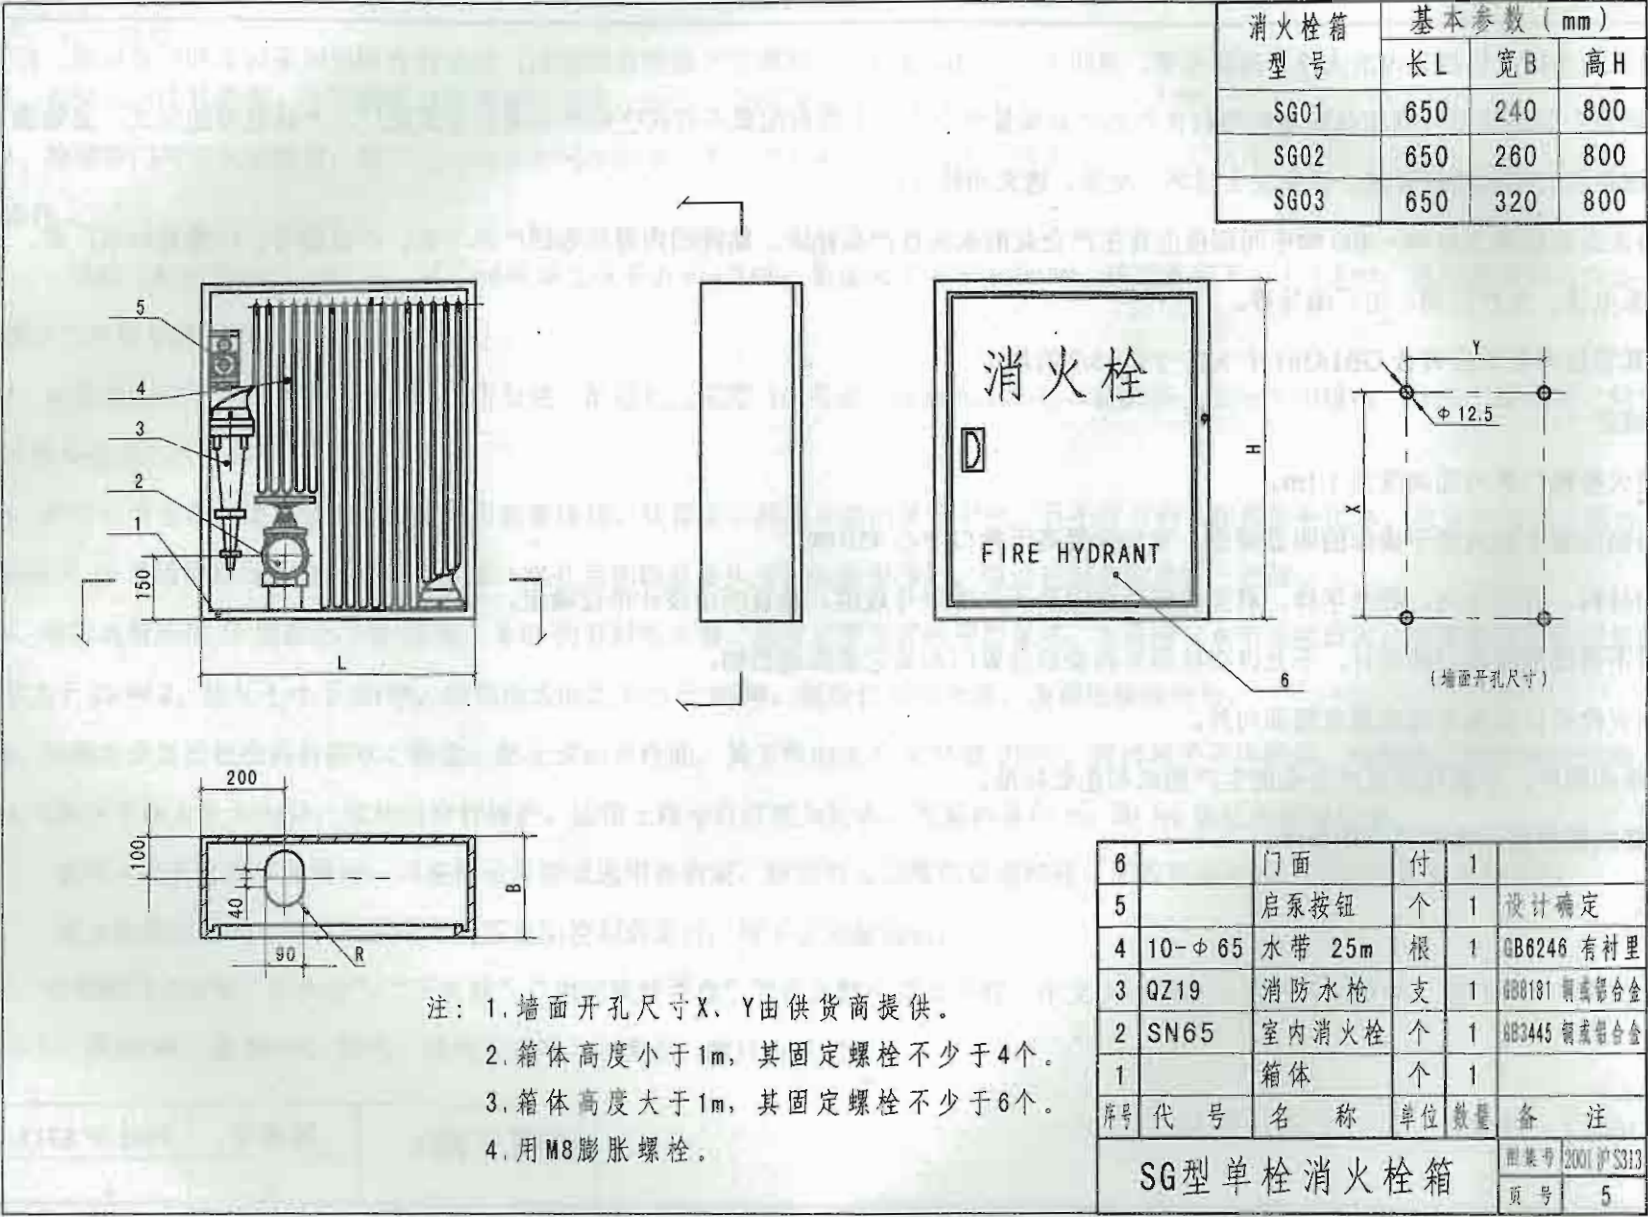 消火栓箱 型号 基本参数(mm)
长L 宽B 高H
SG01 650 240 800
SG02 650 260 800
SG03 650 320 800
5
4
3
2
1
150
L
消火栓
FIRE HYDRANT
H
6
Y
X
Φ12.5
(墙面开孔尺寸)
200
100
40
90
R
B
注: 1.墙面开孔尺寸X、Y由供货商提供。
2.箱体高度小于1m, 其固定螺栓不少于4个。
3.箱体高度大于1m, 其固定螺栓不少于6个。
4.用M8膨胀螺栓。
6 门面 付 1
5 启泵按钮 个 1 设计确定
4 10-Φ65 水带 25m 根 1 GB6246 有衬里
3 QZ19 消防水枪 支 1 GB8181 铜或铝合金
2 SN65 室内消火栓 个 1 GB3445 铜或铝合金
1 箱体 个 1
序号 代号 名称 单位 数量 备注
SG型单栓消火栓箱
图集号 2001沪S313
页号 5